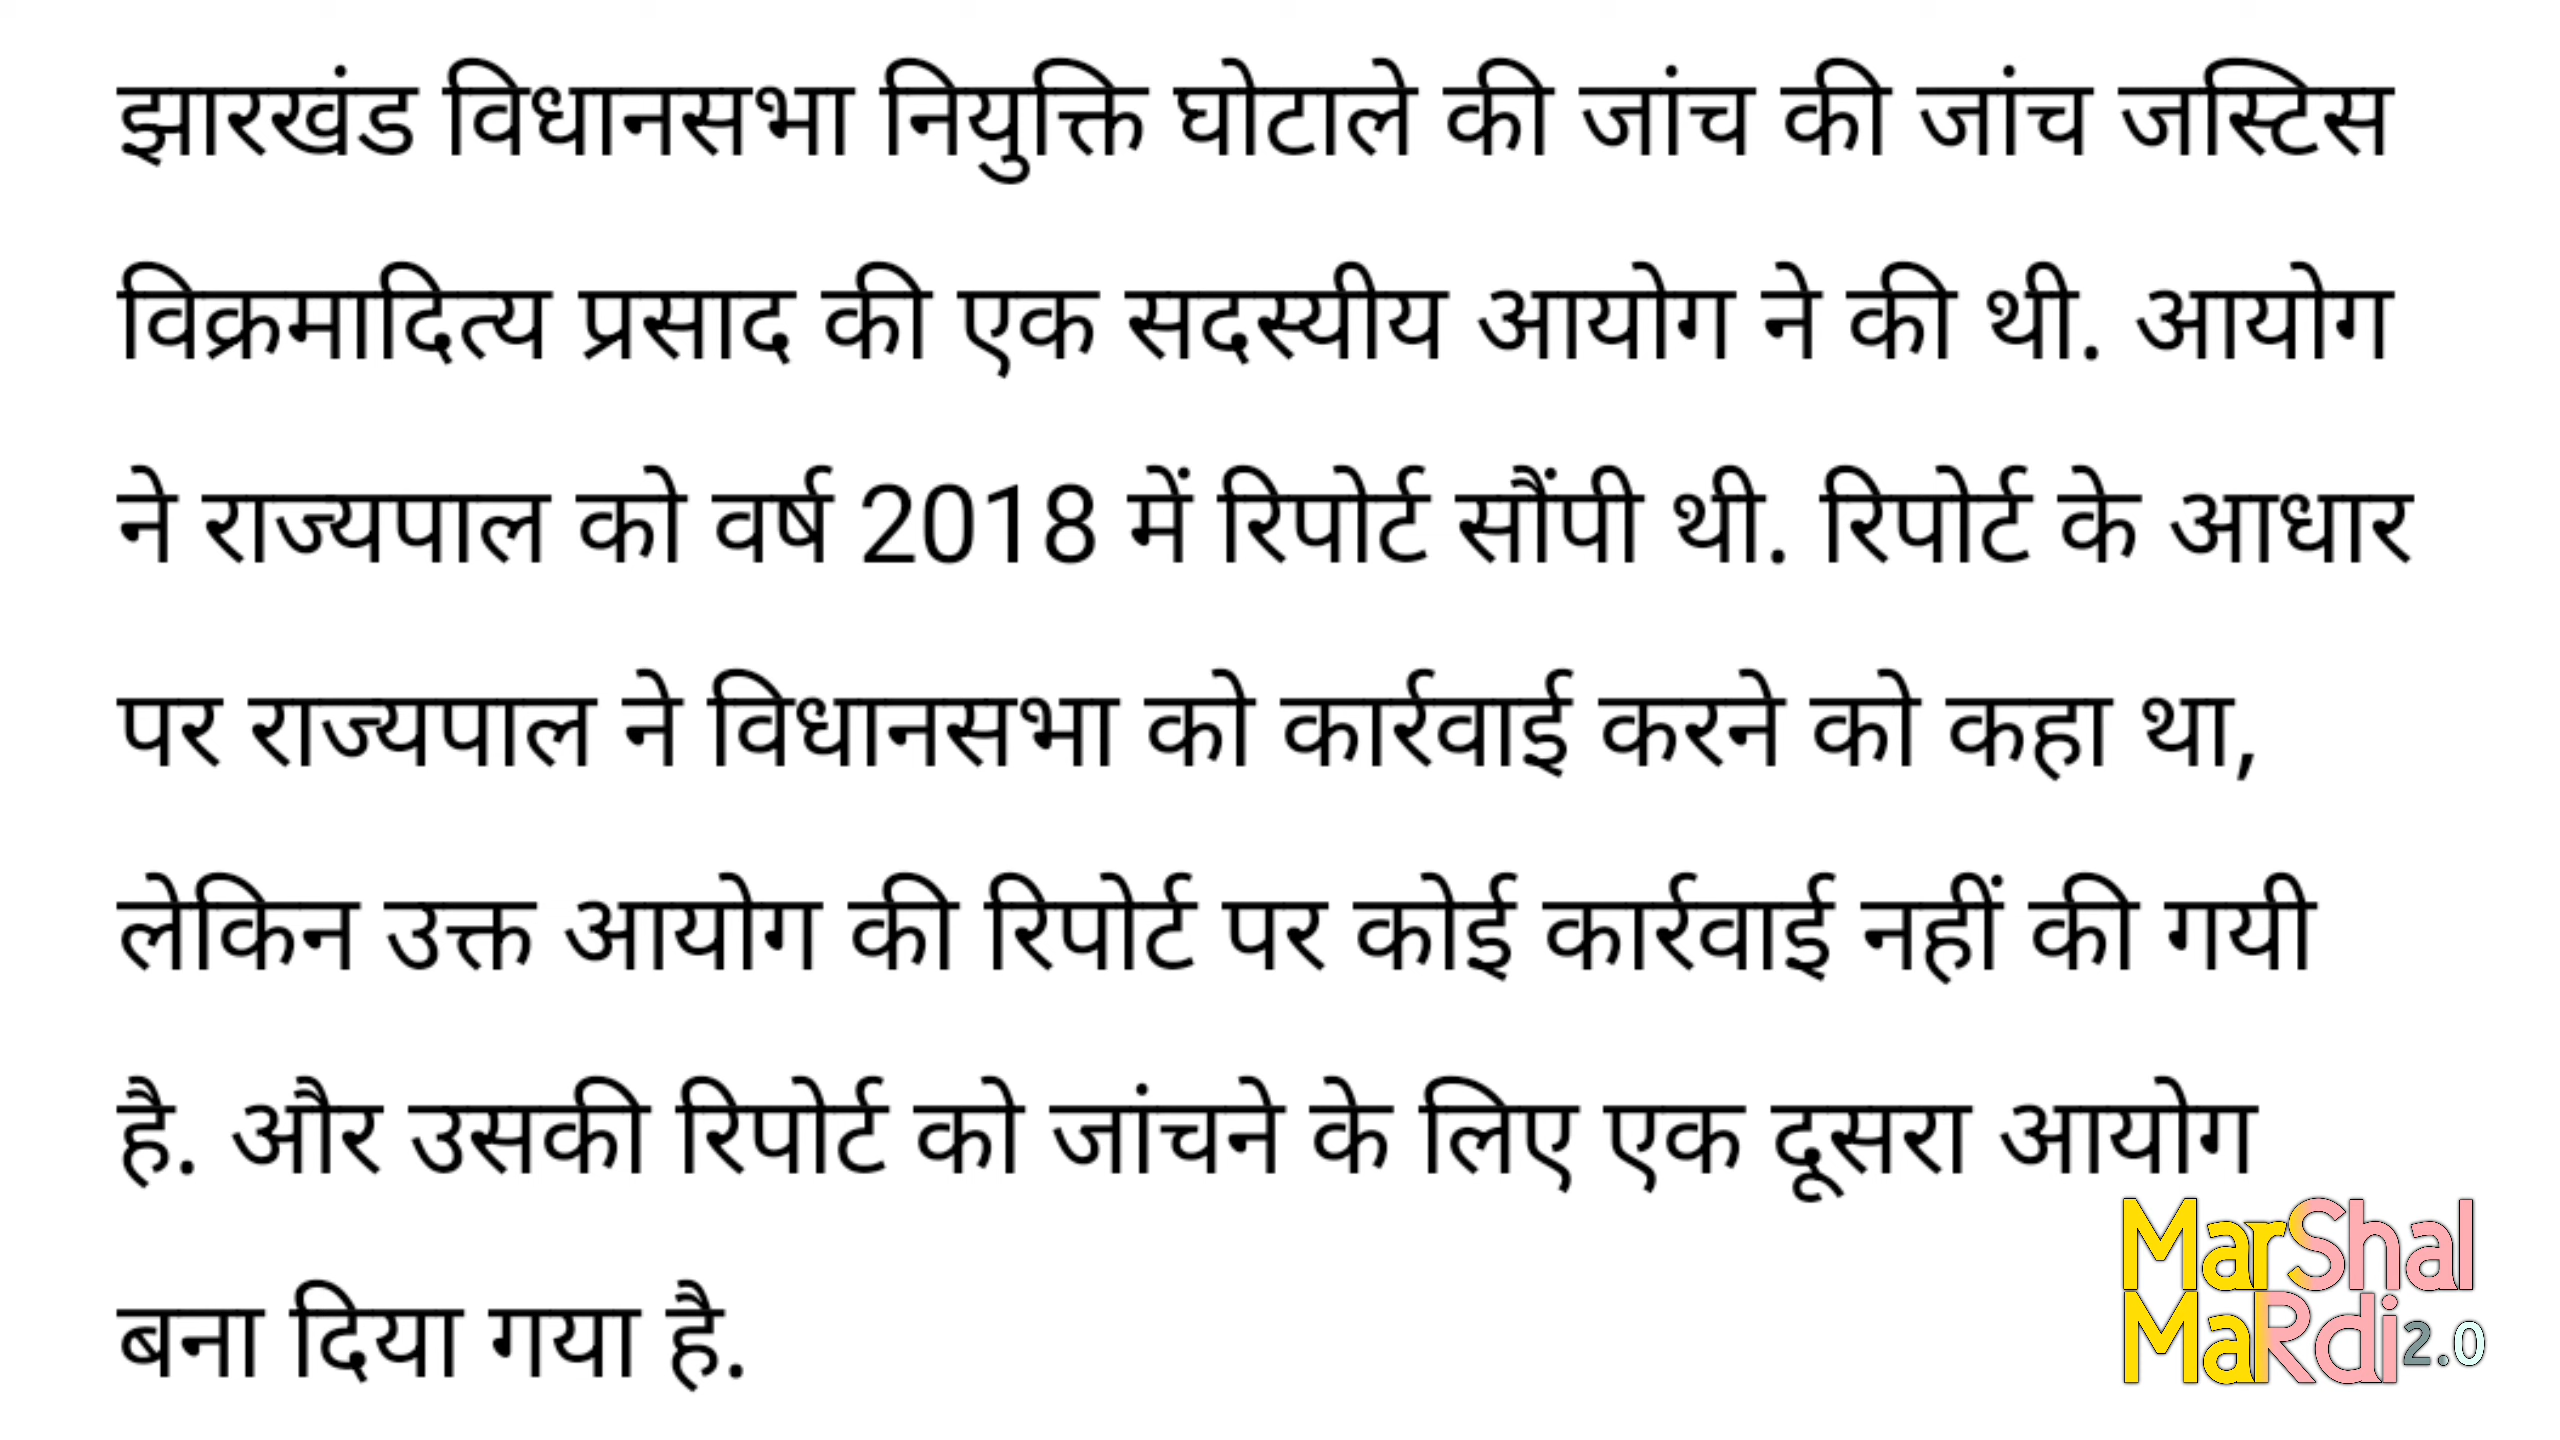 झारखंड विधानसभा नियुक्ति घोटाले की जांच की जांच जस्टिस
विक्रमादित्य प्रसाद की एक सदस्यीय आयोग ने की थी. आयोग
ने राज्यपाल को वर्ष 2018 में रिपोर्ट सौंपी थी. रिपोर्ट के आधार
पर राज्यपाल ने विधानसभा को कार्रवाई करने को कहा था,
लेकिन उक्त आयोग की रिपोर्ट पर कोई कार्रवाई नहीं की गयी
है. और उसकी रिपोर्ट को जांचने के लिए एक दूसरा आयोग
बना दिया गया है.
MarShal
MaRdi2.0